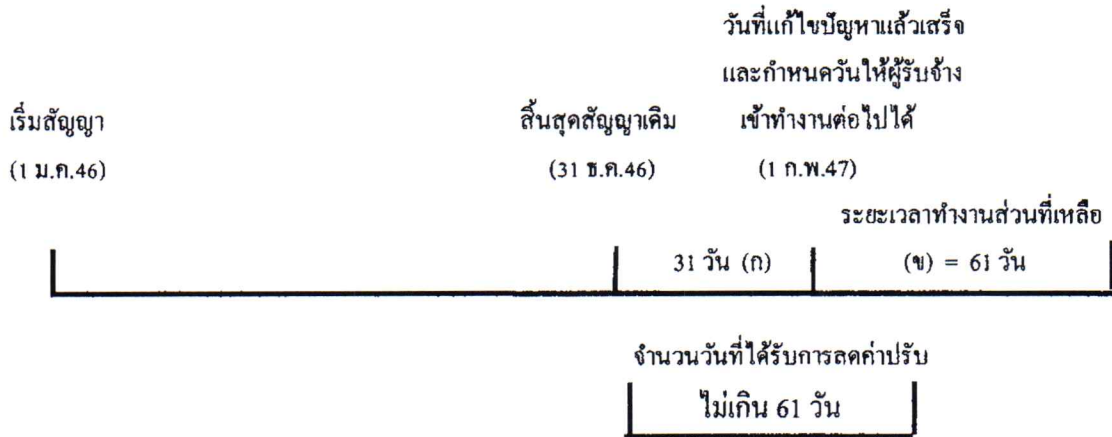 วันที่แก้ไขปัญหาแล้วเสร็จ
และกำหนดวันให้ผู้รับจ้าง
เริ่มสัญญา สิ้นสุดสัญญาเดิม เข้าทำงานต่อไปได้
(1 ม.ค.46) (31 ธ.ค.46) (1 ก.พ.47)
ระยะเวลาทำงานส่วนที่เหลือ
31 วัน (ก) (ข) = 61 วัน
จำนวนวันที่ได้รับการลดค่าปรับ
ไม่เกิน 61 วัน